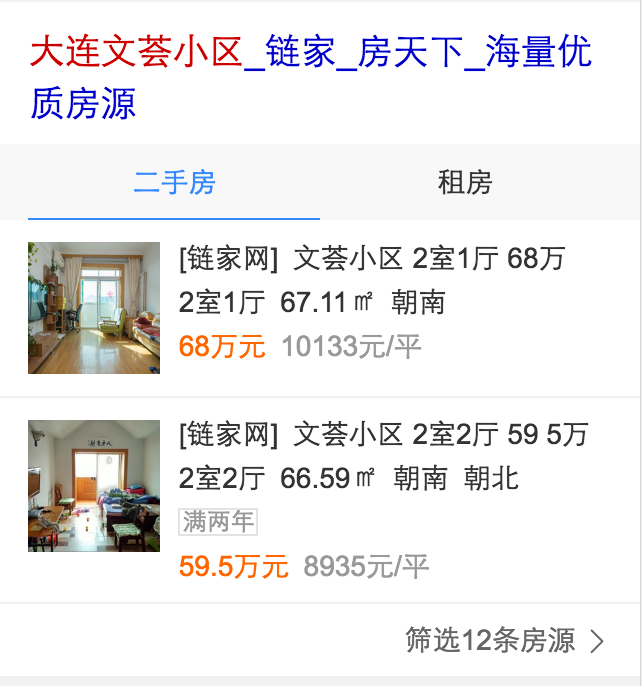 大连文荟小区_链家_房天下_海量优
质房源
二手房 租房
[链家网] 文荟小区 2室1厅 68万
2室1厅 67.11㎡ 朝南
68万元 10133元/平
[链家网] 文荟小区 2室2厅 59 5万
2室2厅 66.59㎡ 朝南 朝北
满两年
59.5万元 8935元/平
筛选12条房源